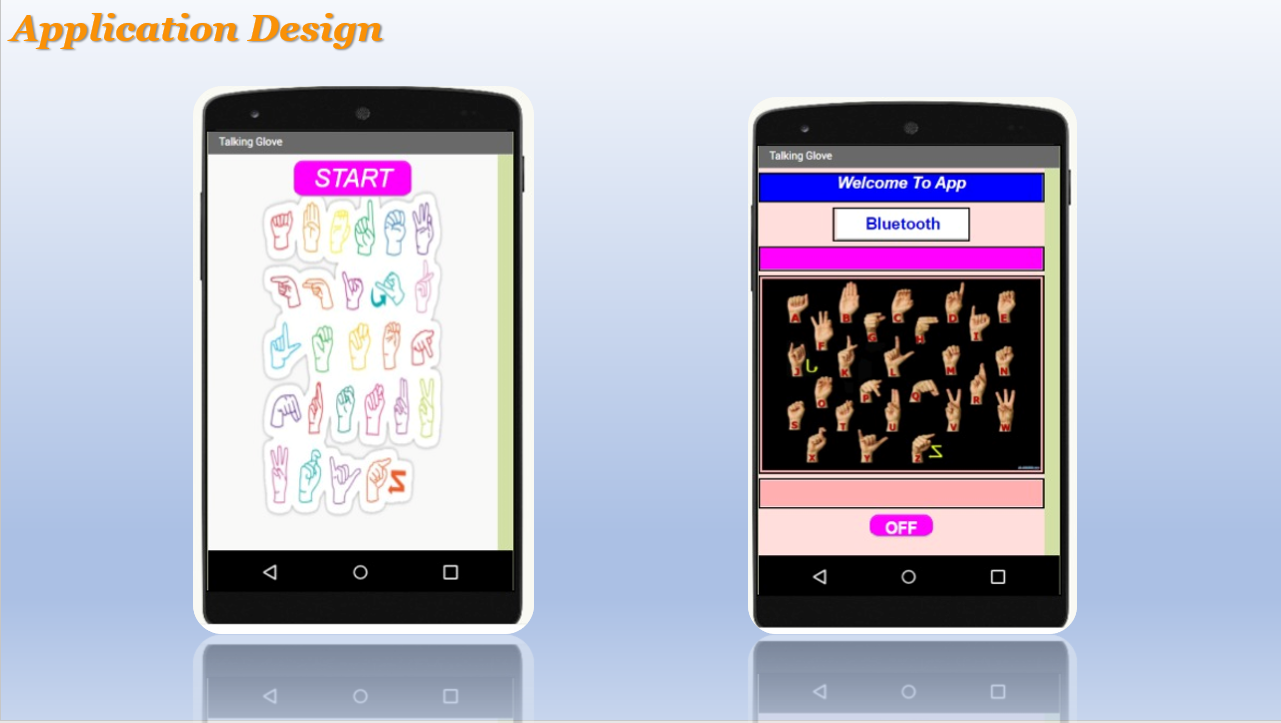 Application Design
Talking Glove
START
Talking Glove
Welcome To App
Bluetooth
A B C D E
F G H I
J K L M N
O P Q R
S T U V W
X Y Z
OFF